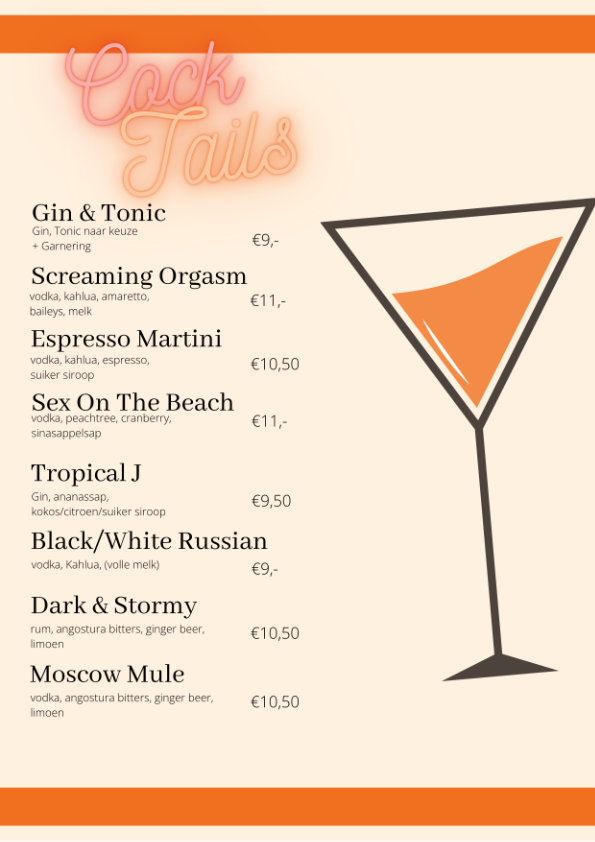 Cock
Tails
Gin & Tonic
Gin, Tonic naar keuze
+ Garnering
€9,-
Screaming Orgasm
vodka, kahlua, amaretto,
baileys, melk
€11,-
Espresso Martini
vodka, kahlua, espresso,
suiker siroop
€10,50
Sex On The Beach
vodka, peachtree, cranberry,
sinasappelsap
€11,-
Tropical J
Gin, ananassap,
kokos/citroen/suiker siroop
€9,50
Black/White Russian
vodka, Kahlua, (volle melk)
€9,-
Dark & Stormy
rum, angostura bitters, ginger beer,
limoen
€10,50
Moscow Mule
vodka, angostura bitters, ginger beer,
limoen
€10,50